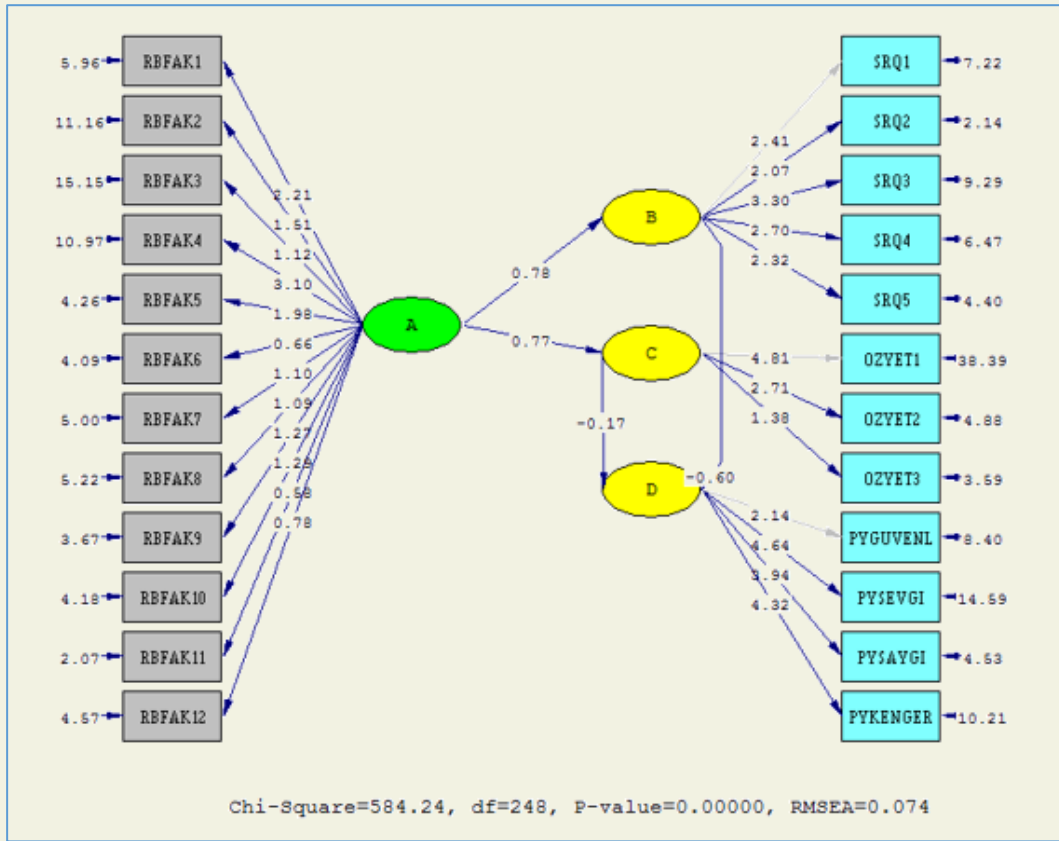 5.96 RBFAK1
11.16 RBFAK2
15.15 RBFAK3
10.97 RBFAK4
4.26 RBFAK5
4.09 RBFAK6
5.00 RBFAK7
5.22 RBFAK8
3.67 RBFAK9
4.18 RBFAK10
2.07 RBFAK11
4.57 RBFAK12
2.21
1.51
1.12
3.10
1.98
0.66
1.10
1.09
1.27
0.58
0.78
A
0.78
0.77
B
C
-0.17
D
-0.60
2.41
2.07
3.30
2.70
2.32
4.81
2.71
1.38
2.14
4.64
3.94
4.32
SRQ1 7.22
SRQ2 2.14
SRQ3 9.29
SRQ4 6.47
SRQ5 4.40
OZYET1 38.39
OZYET2 4.88
OZYET3 3.59
PYGUVENL 8.40
PYSEVGI 14.59
PYSAYGI 4.53
PYKENGER 10.21
Chi-Square=584.24, df=248, P-value=0.00000, RMSEA=0.074